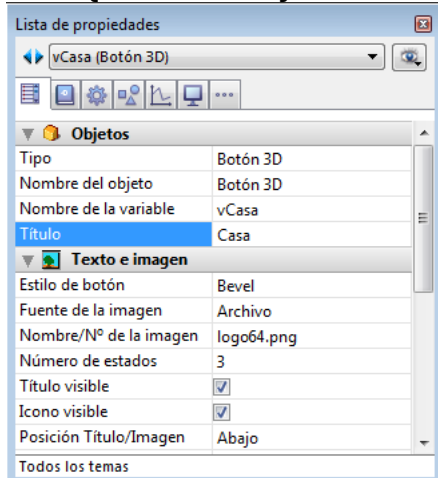 Lista de propiedades
vCasa (Botón 3D)
Objetos
Tipo Botón 3D
Nombre del objeto Botón 3D
Nombre de la variable vCasa
Título Casa
Texto e imagen
Estilo de botón Bevel
Fuente de la imagen Archivo
Nombre/Nº de la imagen logo64.png
Número de estados 3
Título visible
Icono visible
Posición Título/Imagen Abajo
Todos los temas